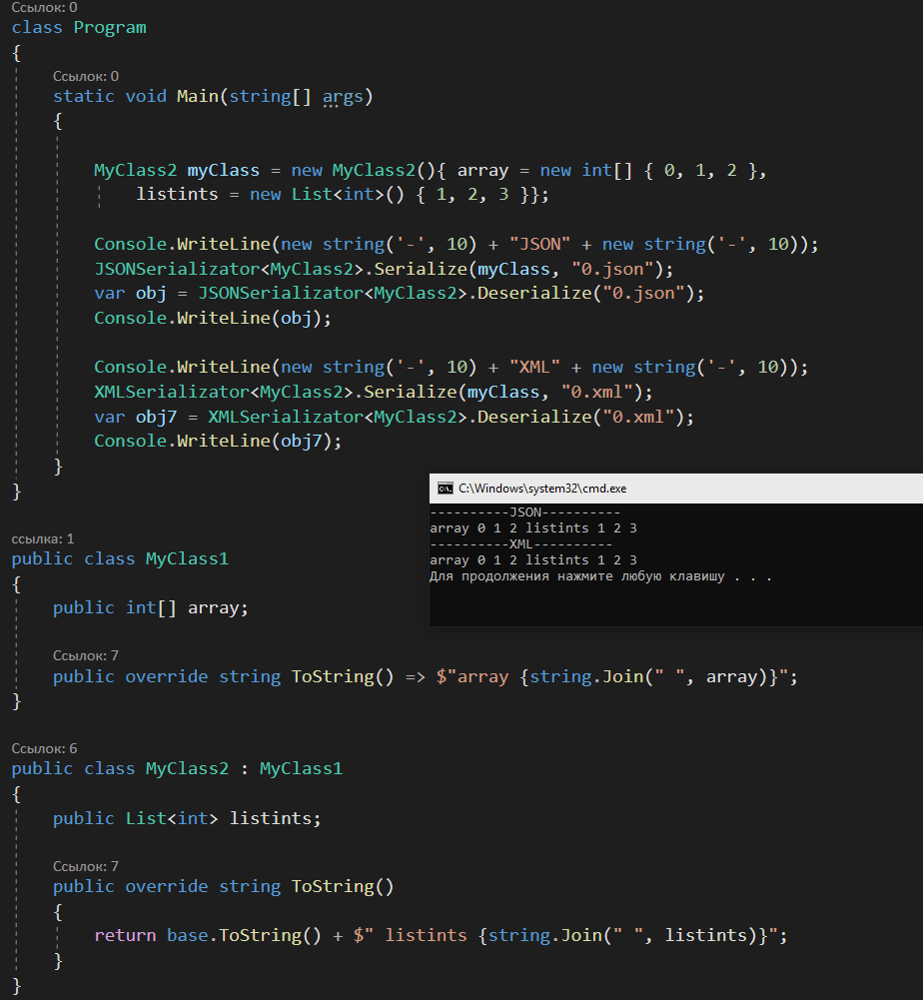 Ссылок: 0
class Program
{
Ссылок: 0
static void Main(string[] args)
{
MyClass2 myClass = new MyClass2(){ array = new int[] { 0, 1, 2 },
listints = new List<int>() { 1, 2, 3 }};
Console.WriteLine(new string('-', 10) + "JSON" + new string('-', 10));
JSONSerializator<MyClass2>.Serialize(myClass, "0.json");
var obj = JSONSerializator<MyClass2>.Deserialize("0.json");
Console.WriteLine(obj);
Console.WriteLine(new string('-', 10) + "XML" + new string('-', 10));
XMLSerializator<MyClass2>.Serialize(myClass, "0.xml");
var obj7 = XMLSerializator<MyClass2>.Deserialize("0.xml");
Console.WriteLine(obj7);
}
}
C:\Windows\system32\cmd.exe
----------JSON----------
array 0 1 2 listints 1 2 3
----------XML----------
array 0 1 2 listints 1 2 3
Для продолжения нажмите любую клавишу . . .
ссылка: 1
public class MyClass1
{
public int[] array;
Ссылок: 7
public override string ToString() => $"array {string.Join(" ", array)}";
}
Ссылок: 6
public class MyClass2 : MyClass1
{
public List<int> listints;
Ссылок: 7
public override string ToString()
{
return base.ToString() + $" listints {string.Join(" ", listints)}";
}
}